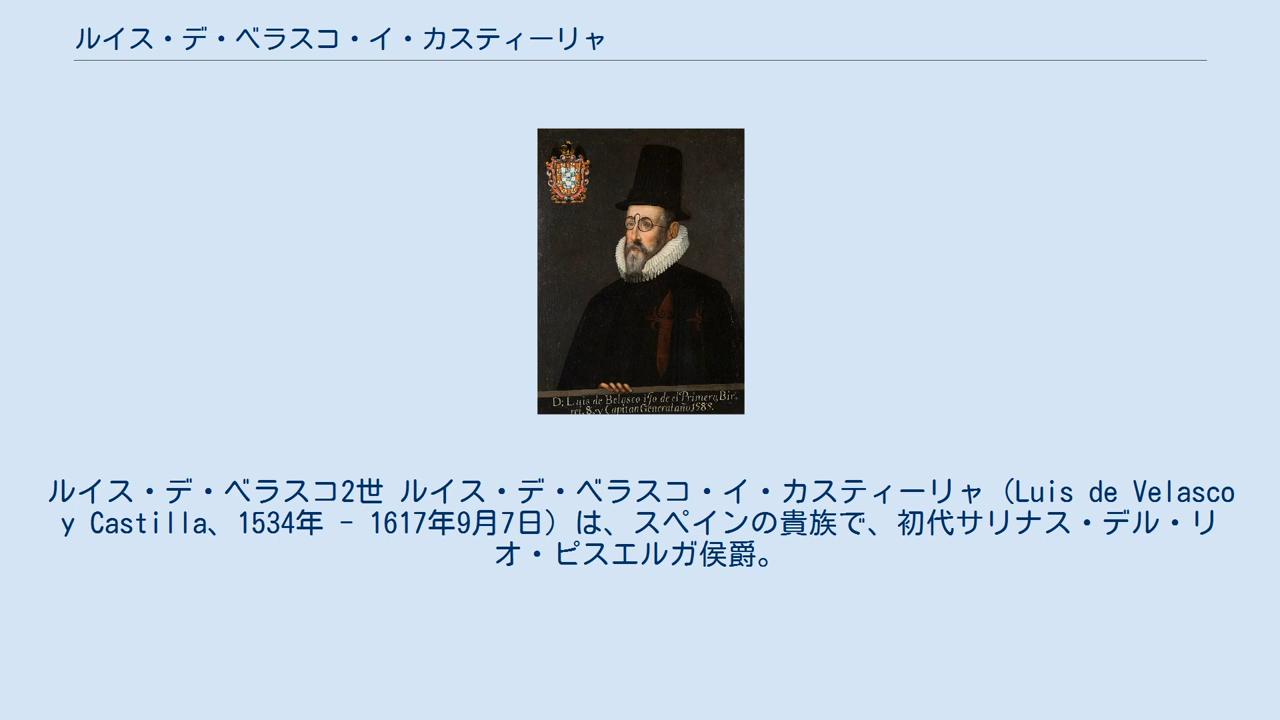 ルイス・デ・ベラスコ・イ・カスティーリャ
D; Luis de Belasco iJo de el Primero, Bir-
rei, 8, y Capitan General año 1589.
ルイス・デ・ベラスコ2世 ルイス・デ・ベラスコ・イ・カスティーリャ（Luis de Velasco
y Castilla、1534年 - 1617年9月7日）は、スペインの貴族で、初代サリナス・デル・リ
オ・ピスエルガ侯爵。